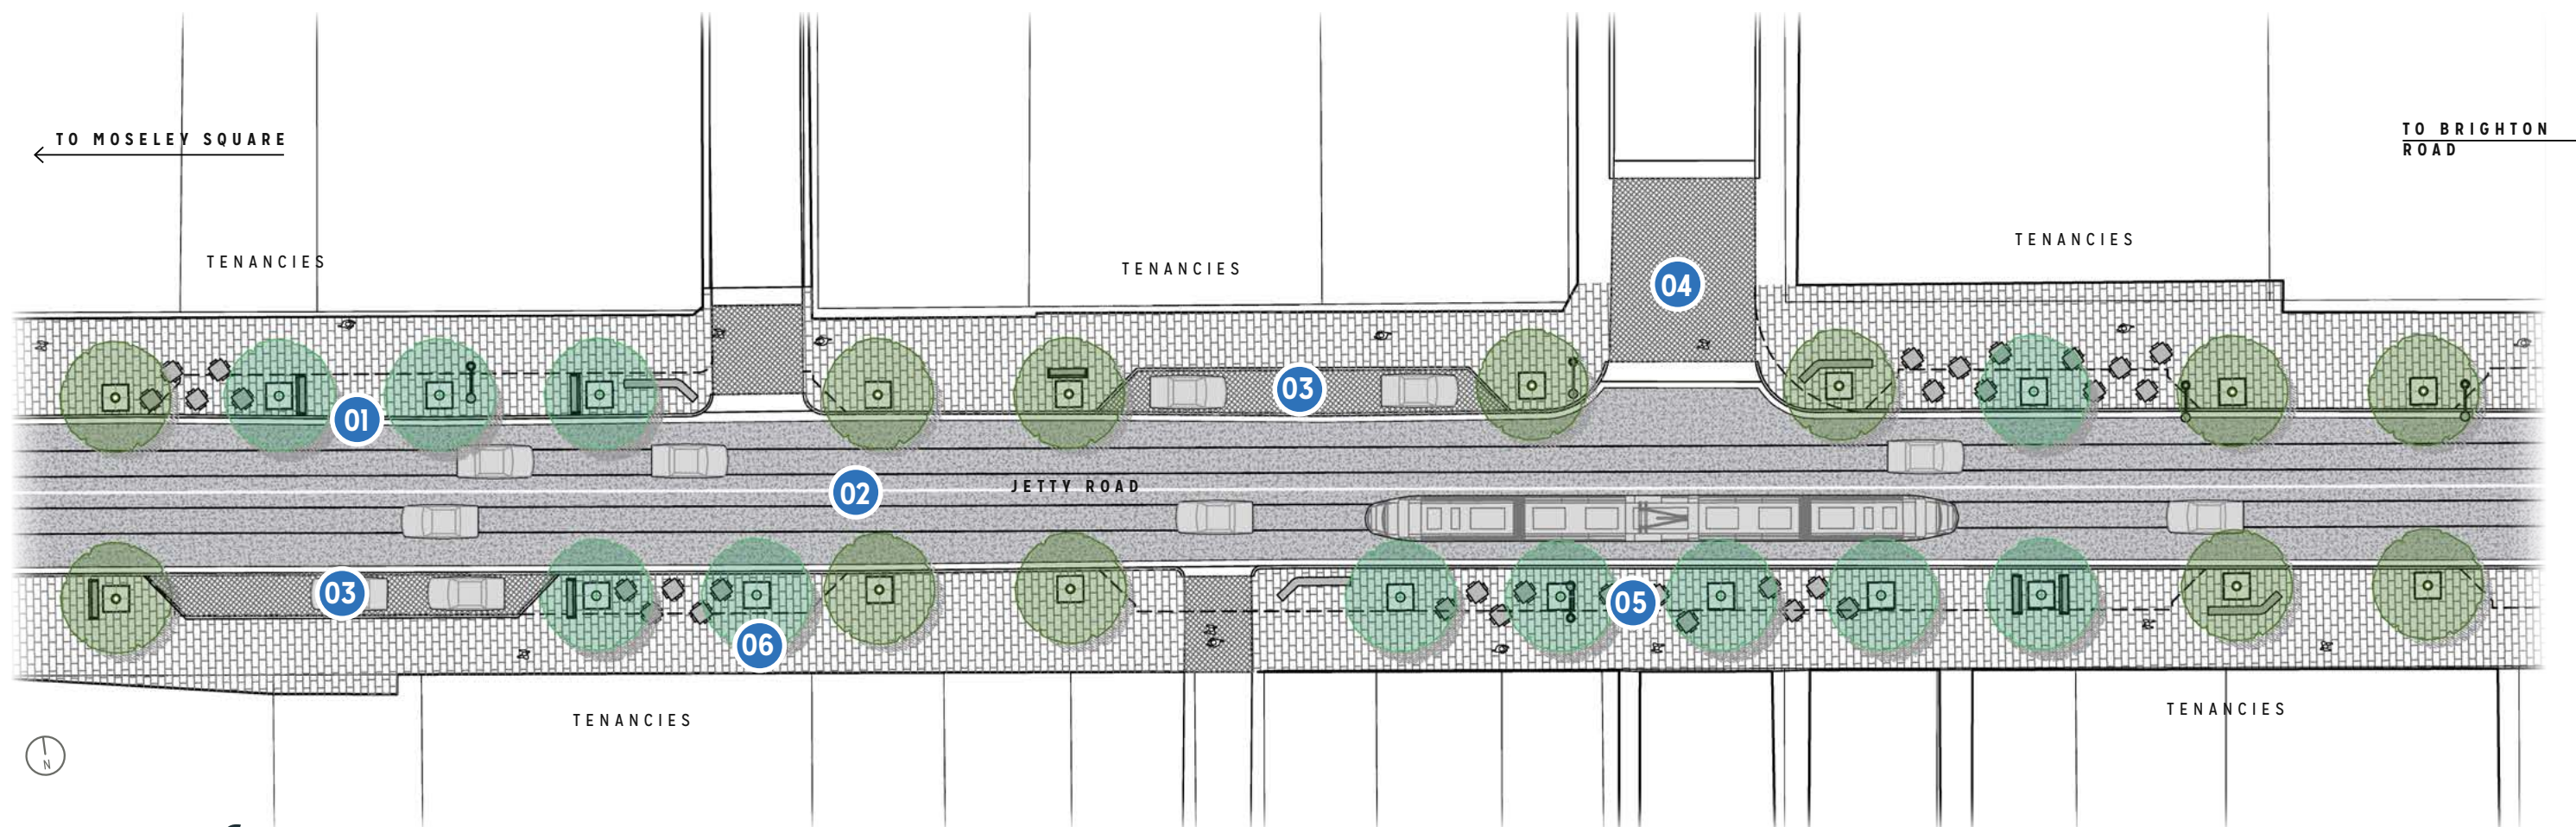 TO MOSELEY SQUARE
TO BRIGHTON
ROAD
TENANCIES
TENANCIES
TENANCIES
04
03
01
02
JETTY ROAD
03
05
06
TENANCIES
TENANCIES
N